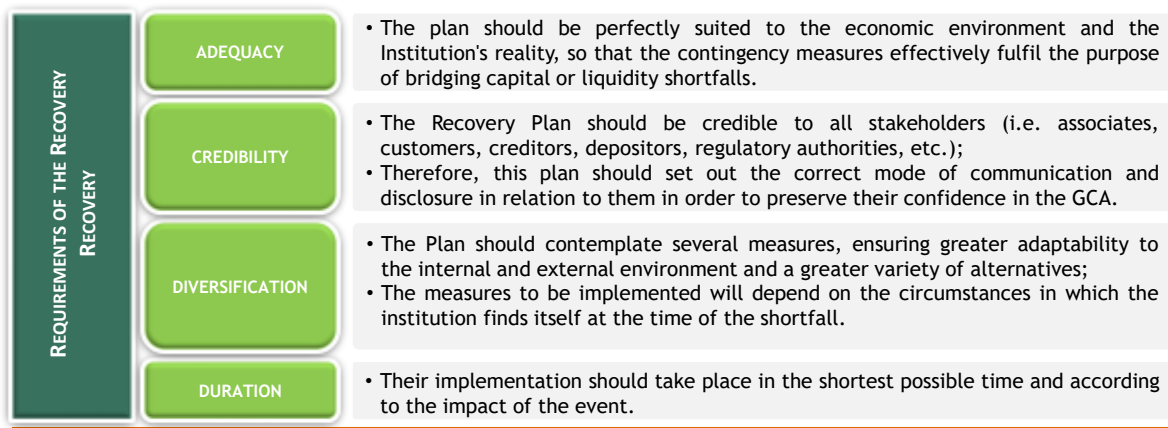 REQUIREMENTS OF THE RECOVERY
RECOVERY
ADEQUACY
• The plan should be perfectly suited to the economic environment and the
Institution's reality, so that the contingency measures effectively fulfil the purpose
of bridging capital or liquidity shortfalls.
CREDIBILITY
• The Recovery Plan should be credible to all stakeholders (i.e. associates,
customers, creditors, depositors, regulatory authorities, etc.);
• Therefore, this plan should set out the correct mode of communication and
disclosure in relation to them in order to preserve their confidence in the GCA.
DIVERSIFICATION
• The Plan should contemplate several measures, ensuring greater adaptability to
the internal and external environment and a greater variety of alternatives;
• The measures to be implemented will depend on the circumstances in which the
institution finds itself at the time of the shortfall.
DURATION
• Their implementation should take place in the shortest possible time and according
to the impact of the event.